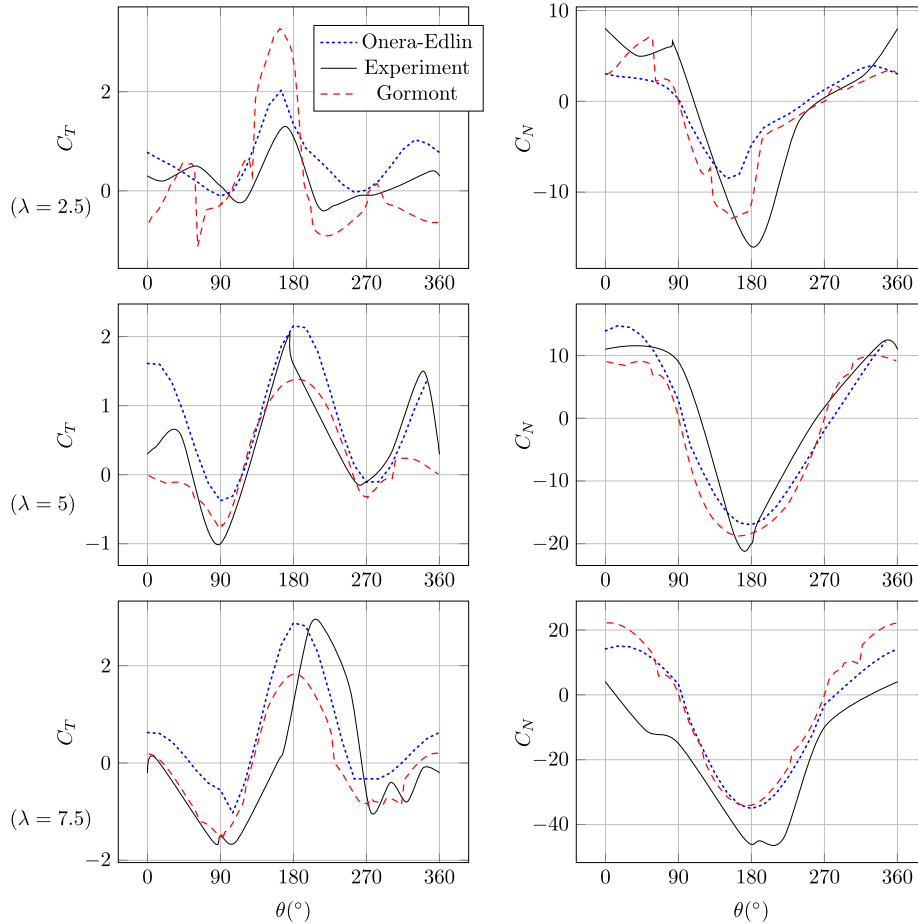 C_T
2
0
(λ = 2.5)
0 90 180 270 360
Onera-Edlin
Experiment
Gormont
C_N
10
0
−10
0 90 180 270 360
C_T
2
1
0
−1
(λ = 5)
0 90 180 270 360
C_N
10
0
−10
−20
0 90 180 270 360
C_T
2
0
−2
(λ = 7.5)
0 90 180 270 360
θ(°)
C_N
20
0
−20
−40
0 90 180 270 360
θ(°)